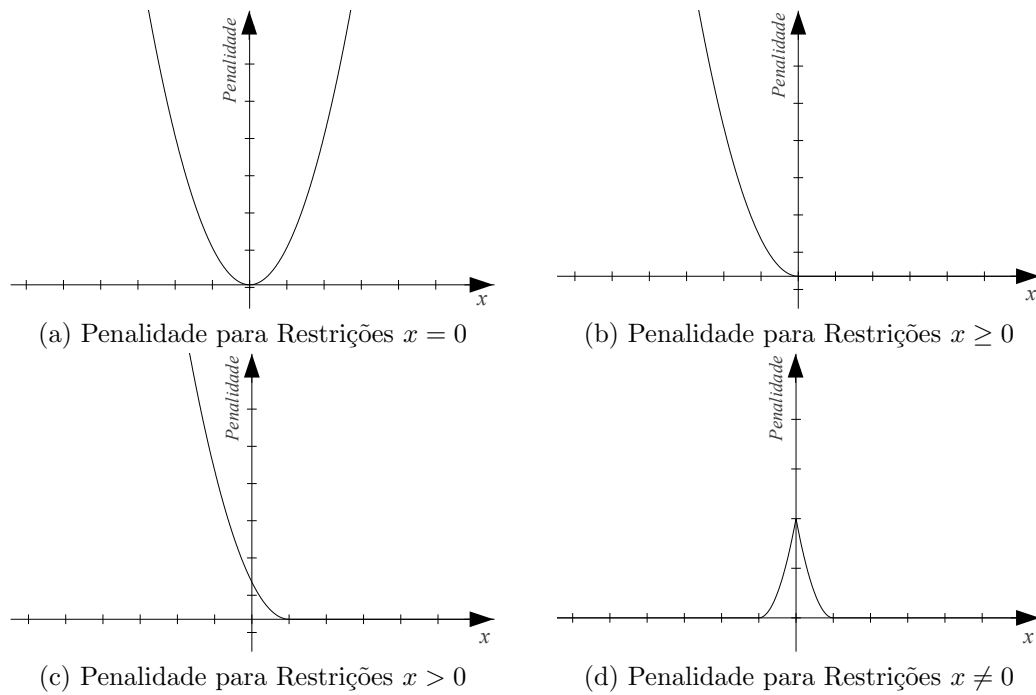 Penalidade
x
(a) Penalidade para Restrições x = 0
Penalidade
x
(b) Penalidade para Restrições x ≥ 0
Penalidade
x
(c) Penalidade para Restrições x > 0
Penalidade
x
(d) Penalidade para Restrições x ≠ 0